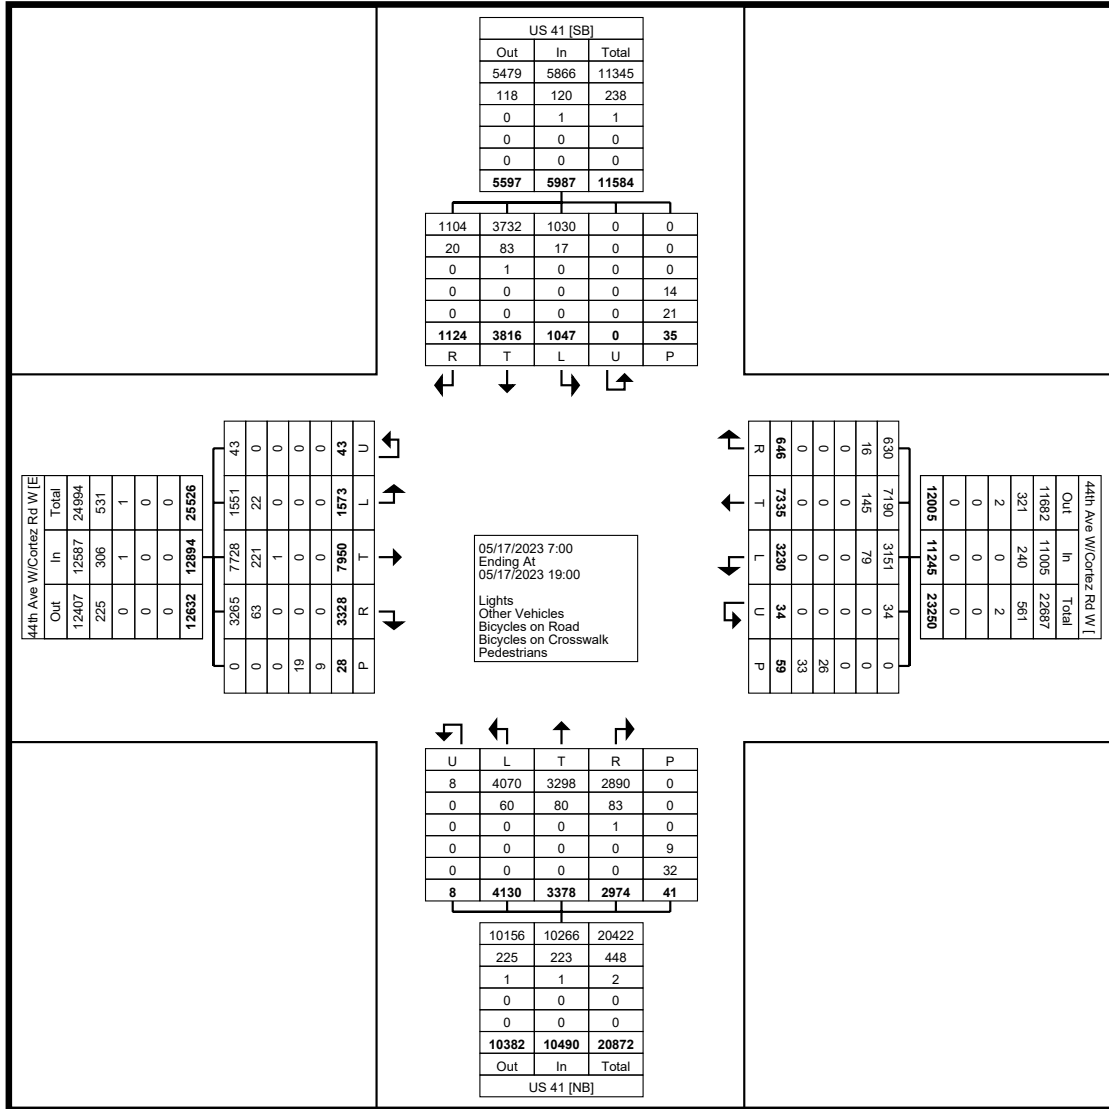 US 41 [SB]
Out In Total
5479 5866 11345
118 120 238
0 1 1
0 0 0
0 0 0
5597 5987 11584
1104 3732 1030 0 0
20 83 17 0 0
0 1 0 0 0
0 0 0 0 14
0 0 0 0 21
1124 3816 1047 0 35
R T L U P
44th Ave W/Cortez Rd W [E
Total In Out
24994 12587 12407
531 306 225
1 1 0
0 0 0
0 0 0
25526 12894 12632
43 1551 7728 3265 0
0 22 221 63 0
0 0 1 0 0
0 0 0 0 19
0 0 0 0 9
43 1573 7950 3328 28
U L T R P
05/17/2023 7:00
Ending At
05/17/2023 19:00
Lights
Other Vehicles
Bicycles on Road
Bicycles on Crosswalk
Pedestrians
R T L U P
646 7335 3230 34 59
0 0 0 0 33
0 0 0 0 26
0 0 0 0 0
16 145 79 0 0
630 7190 3151 34 0
44th Ave W/Cortez Rd W [
Out In Total
11682 11005 22687
321 240 561
2 0 2
0 0 0
0 0 0
12005 11245 23250
U L T R P
8 4070 3298 2890 0
0 60 80 83 0
0 0 0 1 0
0 0 0 0 9
0 0 0 0 32
8 4130 3378 2974 41
10156 10266 20422
225 223 448
1 1 2
0 0 0
0 0 0
10382 10490 20872
Out In Total
US 41 [NB]